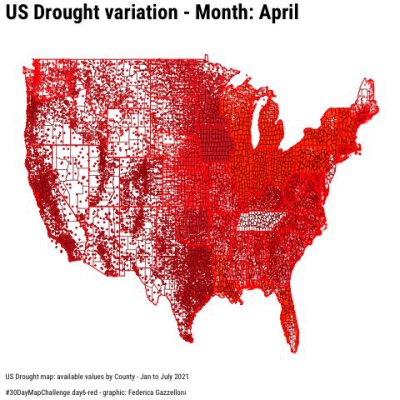 US Drought variation - Month: April
US Drought map: available values by County - Jan to July 2021
#30DayMapChallenge day6-red - graphic: Federica Gazzelloni